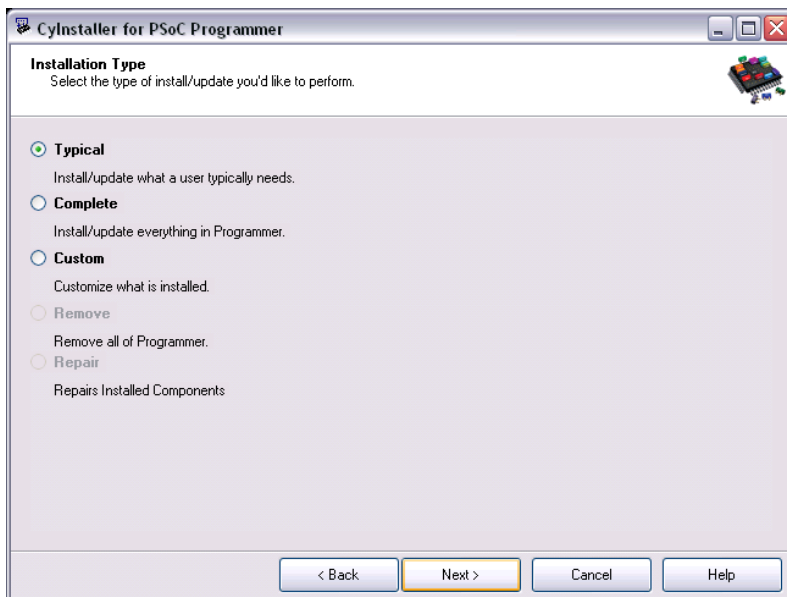 CyInstaller for PSoC Programmer
Installation Type
Select the type of install/update you'd like to perform.
Typical
Install/update what a user typically needs.
Complete
Install/update everything in Programmer.
Custom
Customize what is installed.
Remove
Remove all of Programmer.
Repair
Repairs Installed Components
< Back Next > Cancel Help